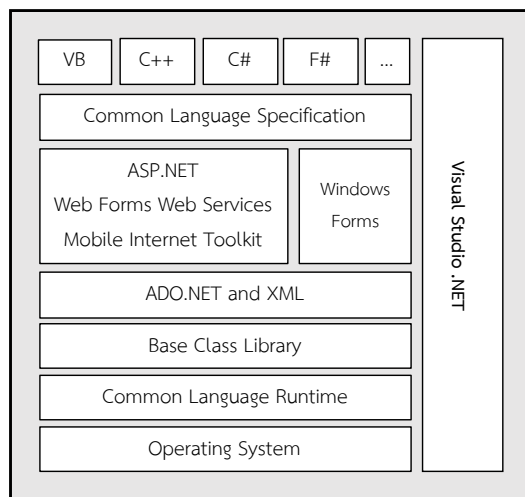 VB
C++
C#
F#
...
Common Language Specification
ASP.NET
Web Forms Web Services
Mobile Internet Toolkit
Windows
Forms
ADO.NET and XML
Base Class Library
Common Language Runtime
Operating System
Visual Studio .NET